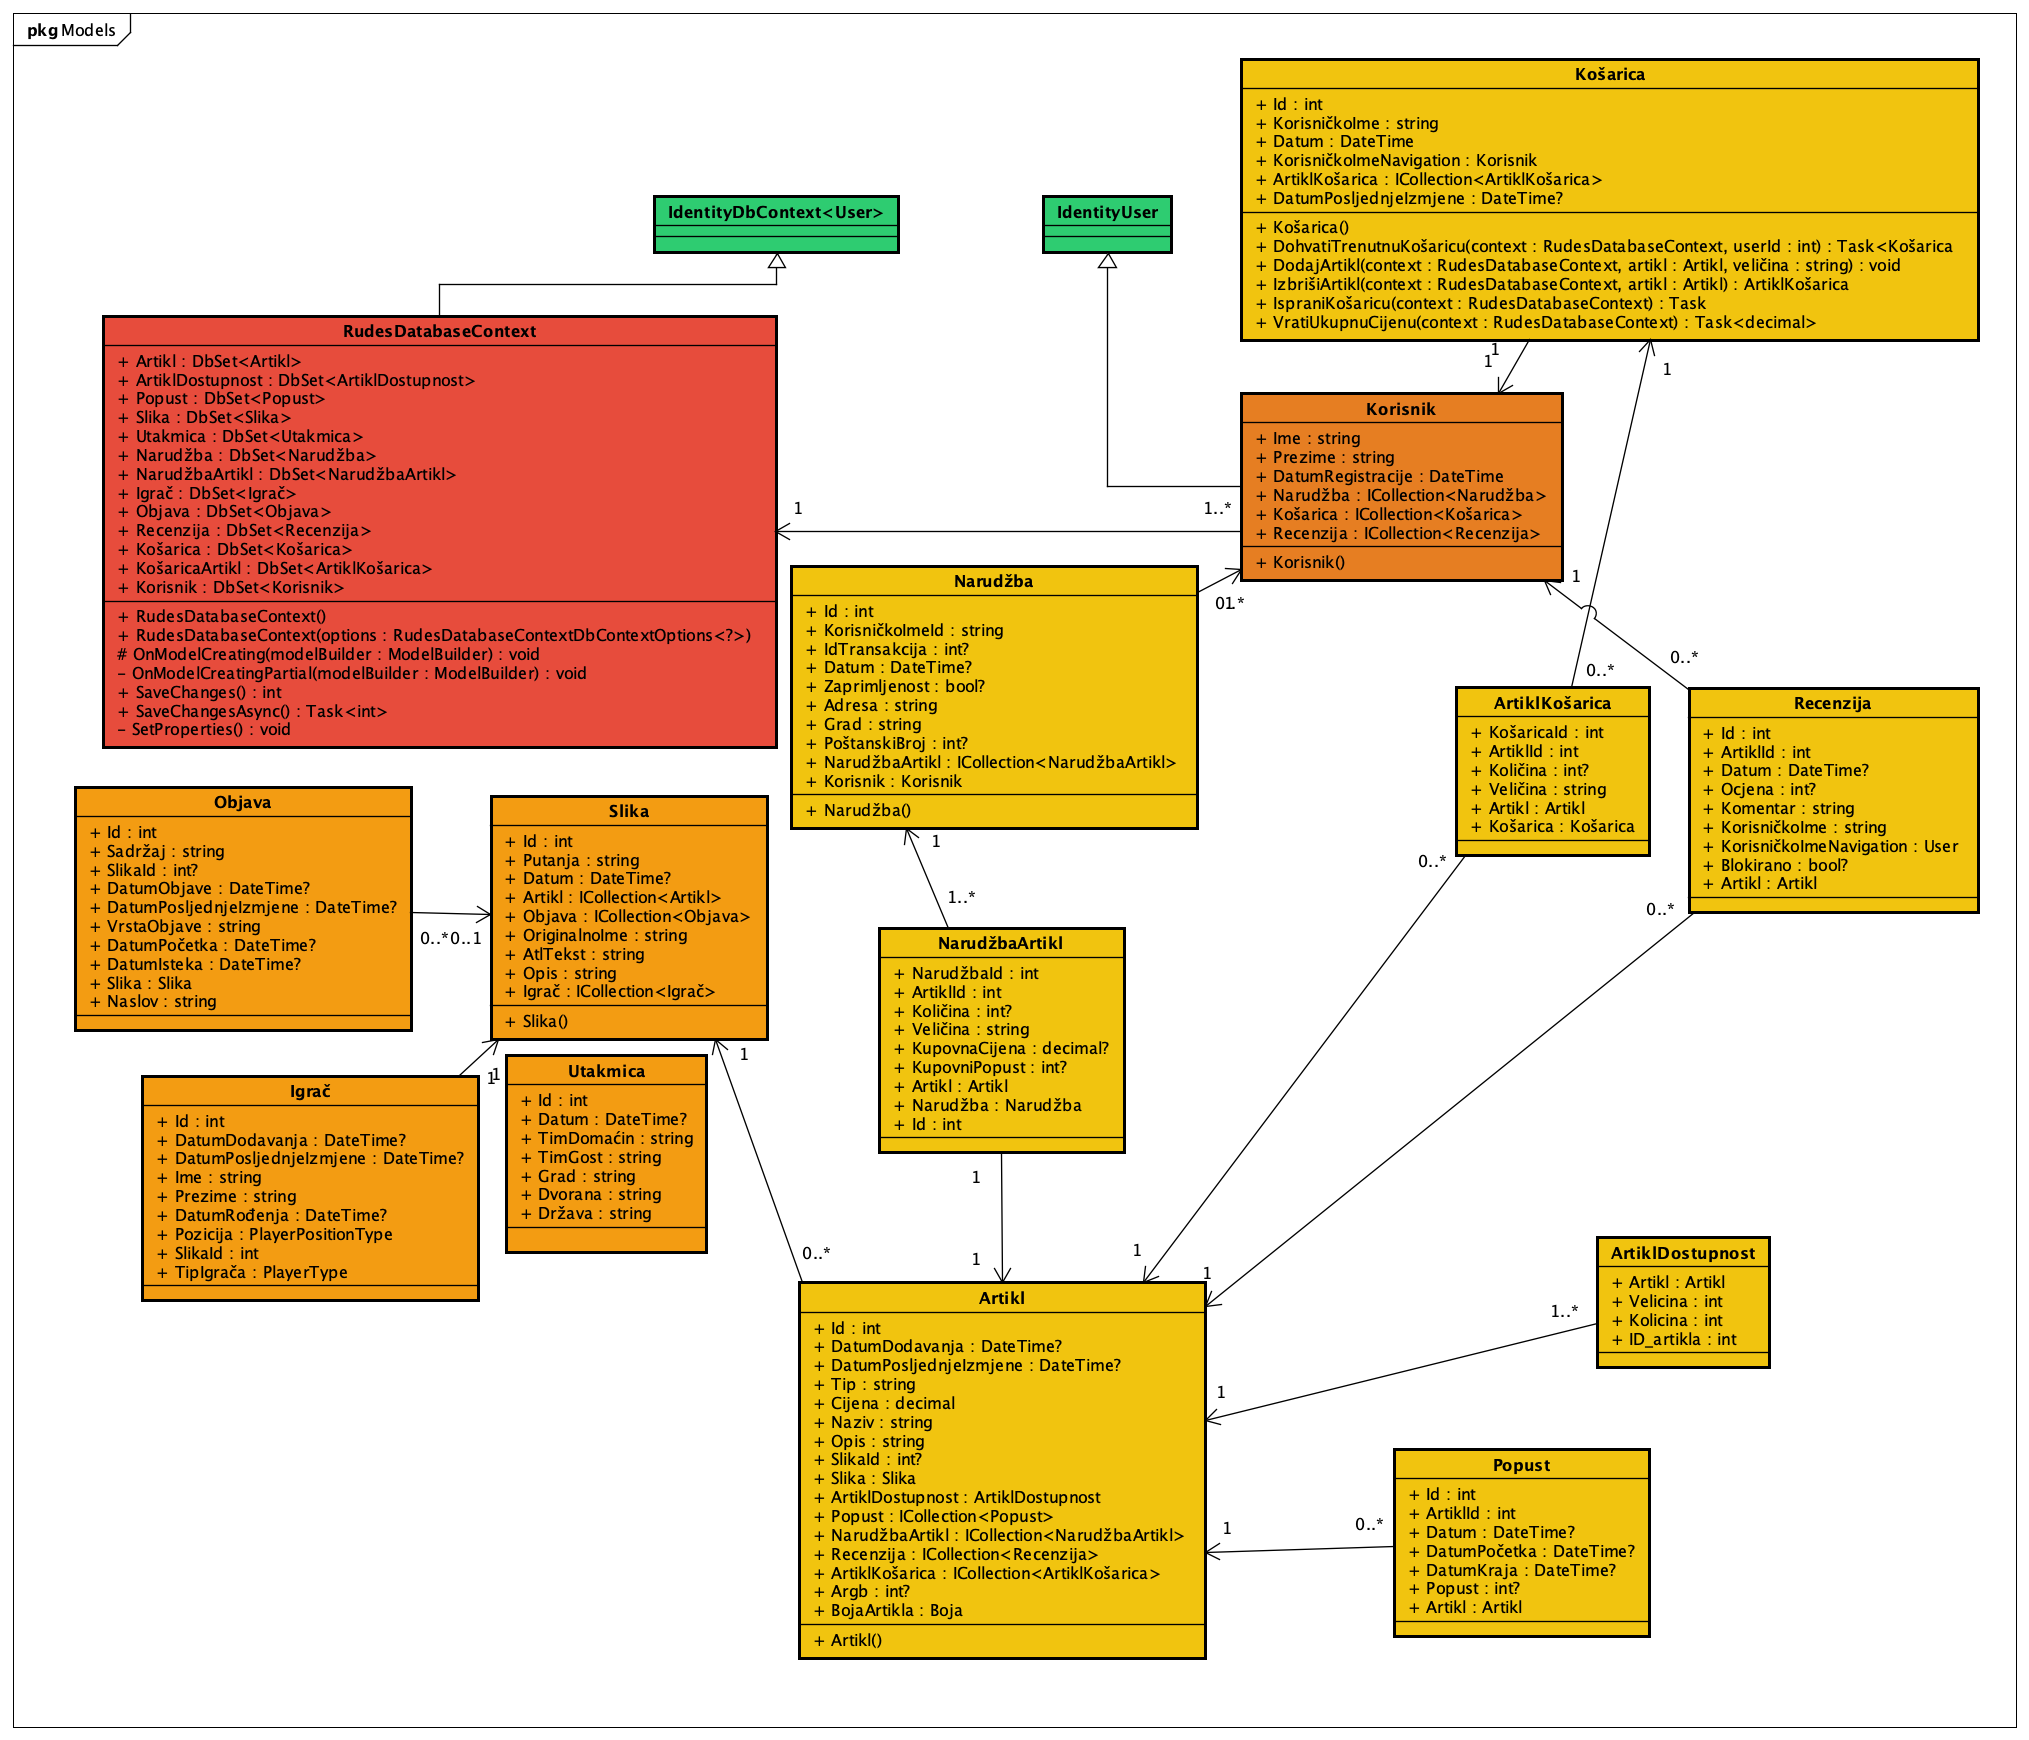 pkg Models
Košarica
+ Id : int
+ KorisničkoIme : string
+ Datum : DateTime
+ KorisničkoImeNavigation : Korisnik
+ ArtiklKošarica : ICollection<ArtiklKošarica>
+ DatumPosljednjeIzmjene : DateTime?
+ Košarica()
+ DohvatiTrenutnuKošaricu(context : RudesDatabaseContext, userId : int) : Task<Košarica
+ DodajArtikl(context : RudesDatabaseContext, artikl : Artikl, veličina : string) : void
+ IzbrišiArtikl(context : RudesDatabaseContext, artikl : Artikl) : ArtiklKošarica
+ IspraniKošaricu(context : RudesDatabaseContext) : Task
+ VratiUkupnuCijenu(context : RudesDatabaseContext) : Task<decimal>
IdentityDbContext<User>
IdentityUser
RudesDatabaseContext
+ Artikl : DbSet<Artikl>
+ ArtiklDostupnost : DbSet<ArtiklDostupnost>
+ Popust : DbSet<Popust>
+ Slika : DbSet<Slika>
+ Utakmica : DbSet<Utakmica>
+ Narudžba : DbSet<Narudžba>
+ NarudžbaArtikl : DbSet<NarudžbaArtikl>
+ Igrač : DbSet<Igrač>
+ Objava : DbSet<Objava>
+ Recenzija : DbSet<Recenzija>
+ Košarica : DbSet<Košarica>
+ KošaricaArtikl : DbSet<ArtiklKošarica>
+ Korisnik : DbSet<Korisnik>
+ RudesDatabaseContext()
+ RudesDatabaseContext(options : RudesDatabaseContextDbContextOptions<?>)
# OnModelCreating(modelBuilder : ModelBuilder) : void
- OnModelCreatingPartial(modelBuilder : ModelBuilder) : void
+ SaveChanges() : int
+ SaveChangesAsync() : Task<int>
- SetProperties() : void
1
1
1
Korisnik
+ Ime : string
+ Prezime : string
+ DatumRegistracije : DateTime
+ Narudžba : ICollection<Narudžba>
+ Košarica : ICollection<Košarica>
+ Recenzija : ICollection<Recenzija>
+ Korisnik()
1
1..*
Narudžba
+ Id : int
+ KorisničkoImeId : string
+ IdTransakcija : int?
+ Datum : DateTime?
+ Zaprimljenost : bool?
+ Adresa : string
+ Grad : string
+ PoštanskiBroj : int?
+ NarudžbaArtikl : ICollection<NarudžbaArtikl>
+ Korisnik : Korisnik
+ Narudžba()
1
0..*
0..*
ArtiklKošarica
+ KošaricaId : int
+ ArtiklId : int
+ Količina : int?
+ Veličina : string
+ Artikl : Artikl
+ Košarica : Košarica
Recenzija
+ Id : int
+ ArtiklId : int
+ Datum : DateTime?
+ Ocjena : int?
+ Komentar : string
+ KorisničkoIme : string
+ KorisničkoImeNavigation : User
+ Blokirano : bool?
+ Artikl : Artikl
Objava
+ Id : int
+ Sadržaj : string
+ SlikaId : int?
+ DatumObjave : DateTime?
+ DatumPosljednjeIzmjene : DateTime?
+ VrstaObjave : string
+ DatumPočetka : DateTime?
+ DatumIsteka : DateTime?
+ Slika : Slika
+ Naslov : string
0..*
0..1
Slika
+ Id : int
+ Putanja : string
+ Datum : DateTime?
+ Artikl : ICollection<Artikl>
+ Objava : ICollection<Objava>
+ OriginalnoIme : string
+ AtlTekst : string
+ Opis : string
+ Igrač : ICollection<Igrač>
+ Slika()
1
1..*
0..*
0..*
NarudžbaArtikl
+ NarudžbaId : int
+ ArtiklId : int
+ Količina : int?
+ Veličina : string
+ KupovnaCijena : decimal?
+ KupovniPopust : int?
+ Artikl : Artikl
+ Narudžba : Narudžba
+ Id : int
1
1
1
Igrač
+ Id : int
+ DatumDodavanja : DateTime?
+ DatumPosljednjeIzmjene : DateTime?
+ Ime : string
+ Prezime : string
+ DatumRođenja : DateTime?
+ Pozicija : PlayerPositionType
+ SlikaId : int
+ TipIgrača : PlayerType
Utakmica
+ Id : int
+ Datum : DateTime?
+ TimDomaćin : string
+ TimGost : string
+ Grad : string
+ Dvorana : string
+ Država : string
0..*
1
1
1
1
Artikl
+ Id : int
+ DatumDodavanja : DateTime?
+ DatumPosljednjeIzmjene : DateTime?
+ Tip : string
+ Cijena : decimal
+ Naziv : string
+ Opis : string
+ SlikaId : int?
+ Slika : Slika
+ ArtiklDostupnost : ArtiklDostupnost
+ Popust : ICollection<Popust>
+ NarudžbaArtikl : ICollection<NarudžbaArtikl>
+ Recenzija : ICollection<Recenzija>
+ ArtiklKošarica : ICollection<ArtiklKošarica>
+ Argb : int?
+ BojaArtikla : Boja
+ Artikl()
ArtiklDostupnost
+ Artikl : Artikl
+ Velicina : int
+ Kolicina : int
+ ID_artikla : int
1..*
1
Popust
+ Id : int
+ ArtiklId : int
+ Datum : DateTime?
+ DatumPočetka : DateTime?
+ DatumKraja : DateTime?
+ Popust : int?
+ Artikl : Artikl
0..*
1